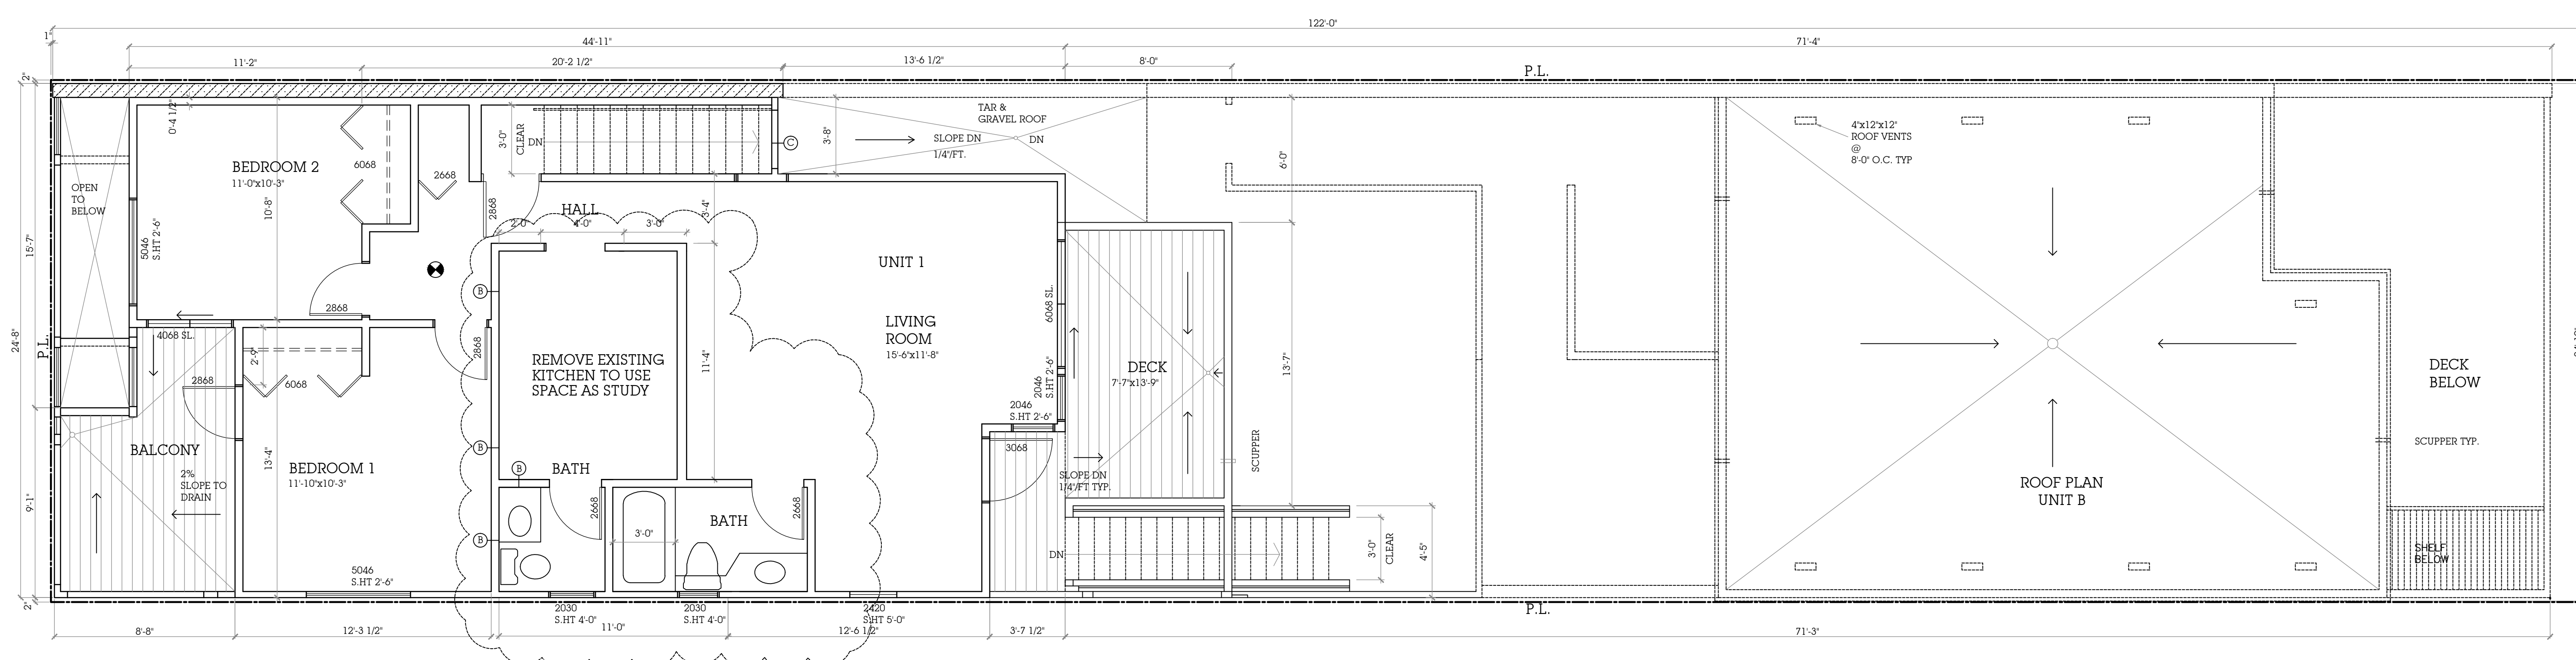 122'-0"
1"
44'-11"
71'-4"
11'-2"
20'-2 1/2"
13'-6 1/2"
8'-0"
2"
P.L.
0'-4 1/2"
3'-0"
CLEAR
DN
C
3'-8"
TAR &
GRAVEL ROOF
SLOPE DN
1/4"/FT.
DN
6'-0"
4"x12"x12"
ROOF VENTS
@
8'-0" O.C. TYP
BEDROOM 2
11'-0"x10'-3"
6068
2668
OPEN
TO
BELOW
10'-8"
2868
HALL
2'-0"
4'-0"
3'-0"
3'-4"
15'-7"
5046
S.HT 2'-6"
UNIT 1
B
2868
6068 SL.
24'-8"
P.L.
4068 SL.
LIVING
ROOM
15'-6"x11'-8"
2'-9"
2868
REMOVE EXISTING
KITCHEN TO USE
SPACE AS STUDY
11'-4"
2868
6068
DECK
7'-7"x13'-9"
13'-7"
2046
S.HT 2'-6"
2046
S.HT 2'-6"
DECK
BELOW
BALCONY
2%
SLOPE TO
DRAIN
13'-4"
BEDROOM 1
11'-10"x10'-3"
B
B
BATH
3068
SLOPE DN
1/4"/FT TYP.
SCUPPER
SCUPPER TYP.
ROOF PLAN
UNIT B
9'-1"
2668
BATH
2668
3'-0"
B
DN
3'-0"
CLEAR
4'-5"
SHELF
BELOW
5046
S.HT 2'-6"
2"
2030
S.HT 4'-0"
2030
S.HT 4'-0"
2420
S.HT 5'-0"
P.L.
8'-8"
12'-3 1/2"
11'-0"
12'-6 1/2"
3'-7 1/2"
71'-3"